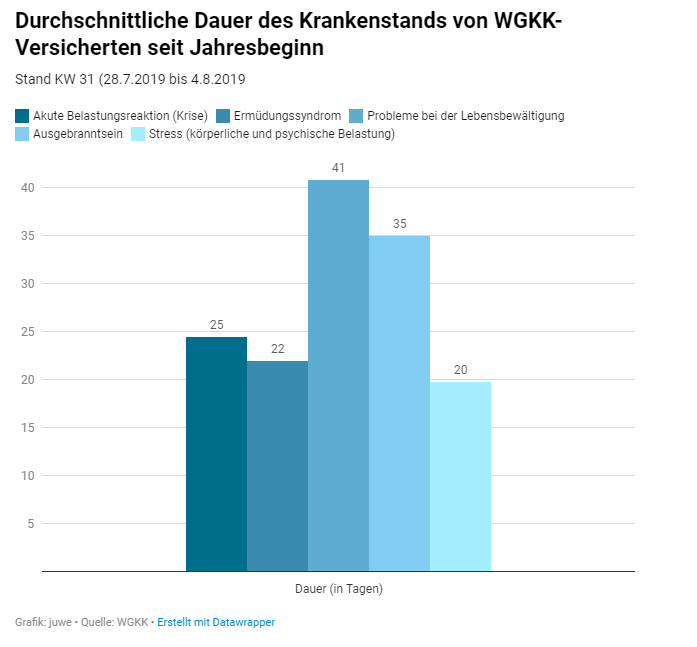 Durchschnittliche Dauer des Krankenstands von WGKK-
Versicherten seit Jahresbeginn
Stand KW 31 (28.7.2019 bis 4.8.2019
Akute Belastungsreaktion (Krise) Ermüdungssyndrom Probleme bei der Lebensbewältigung
Ausgebranntsein Stress (körperliche und psychische Belastung)
41
40
35
35
30
25
25
22
20
20
15
10
5
Dauer (in Tagen)
Grafik: juwe • Quelle: WGKK • Erstellt mit Datawrapper